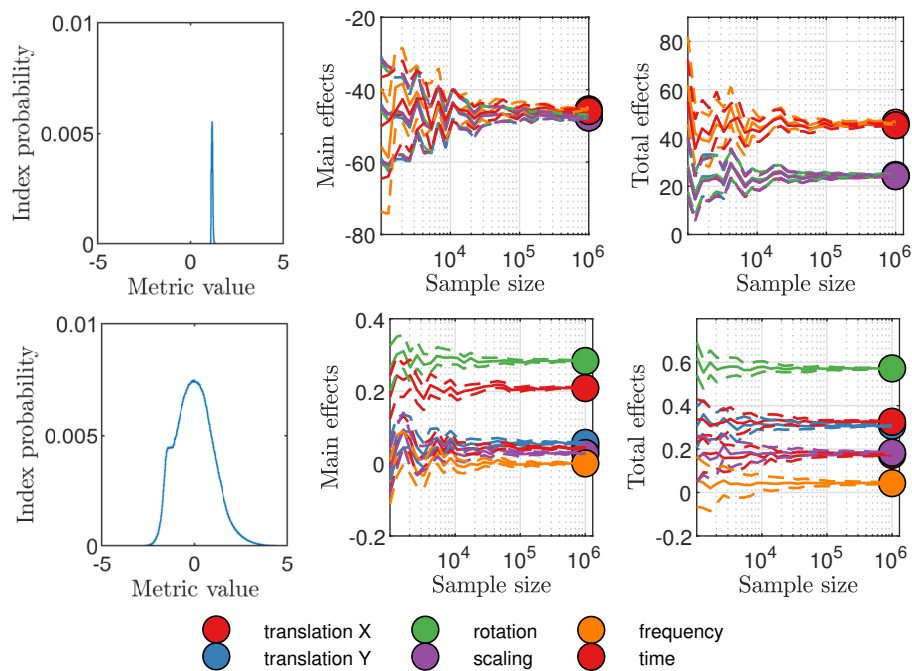 0.01
0.005
0
-5 0 5
Index probability
Metric value
-20
-40
-60
-80
10^4 10^5 10^6
Main effects
Sample size
80
60
40
20
0
10^4 10^5 10^6
Total effects
Sample size
0.01
0.005
0
-5 0 5
Index probability
Metric value
0.4
0.2
0
-0.2
10^4 10^5 10^6
Main effects
Sample size
0.6
0.4
0.2
0
-0.2
10^4 10^5 10^6
Total effects
Sample size
translation X rotation frequency
translation Y scaling time